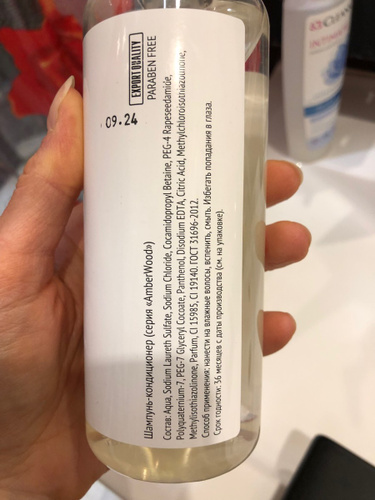 EXPORT QUALITY
PARABEN FREE
09.24
Шампунь-кондиционер (серия «AmberWood»)
Состав: Aqua, Sodium Laureth Sulfate, Sodium Chloride, Cocamidopropyl Betaine, PEG-4 Rapeseedamide,
Polyquaternium-7, PEG-7 Glyceryl Cocoate, Panthenol, Disodium EDTA, Citric Acid, Methylchloroisothiazolinone,
Methylisothiazolinone, Parfum, CI 15985, CI 19140. ГОСТ 31696-2012.
Способ применения: нанести на влажные волосы, вспенить, смыть. Избегать попадания в глаза.
Срок годности: 36 месяцев с даты производства (см. на упаковке).